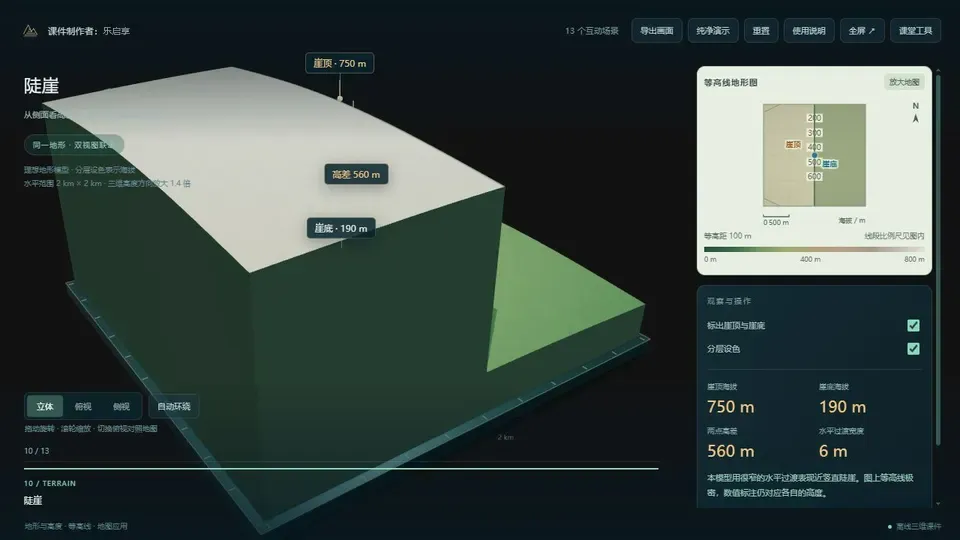 课件制作者：乐启享
13 个互动场景
导出画面
纯净演示
重置
使用说明
全屏 ↗
课堂工具
陡崖
从侧面看高
同一地形 · 双视图联
理想地形模型 · 分层设色表示海拔
水平范围 2 km × 2 km · 三维高度方向放大 1.4 倍
崖顶 · 750 m
高差 560 m
崖底 · 190 m
2 km
立体
俯视
侧视
自动环绕
拖动旋转 · 滚轮缩放 · 切换俯视对照地图
10 / 13
10 / TERRAIN
陡崖
地形与高度 · 等高线 · 地图应用
等高线地形图
放大地图
N
200
300
400
500
600
崖顶
崖底
0 500 m
海拔 / m
等高距 100 m
线段比例尺见图内
0 m
400 m
800 m
观察与操作
标出崖顶与崖底
分层设色
崖顶海拔
崖底海拔
750 m
190 m
两点高差
水平过渡宽度
560 m
6 m
本模型用很窄的水平过渡表现近竖直陡崖。图上等高线极
密，数值标注仍对应各自的高度。
离线三维课件